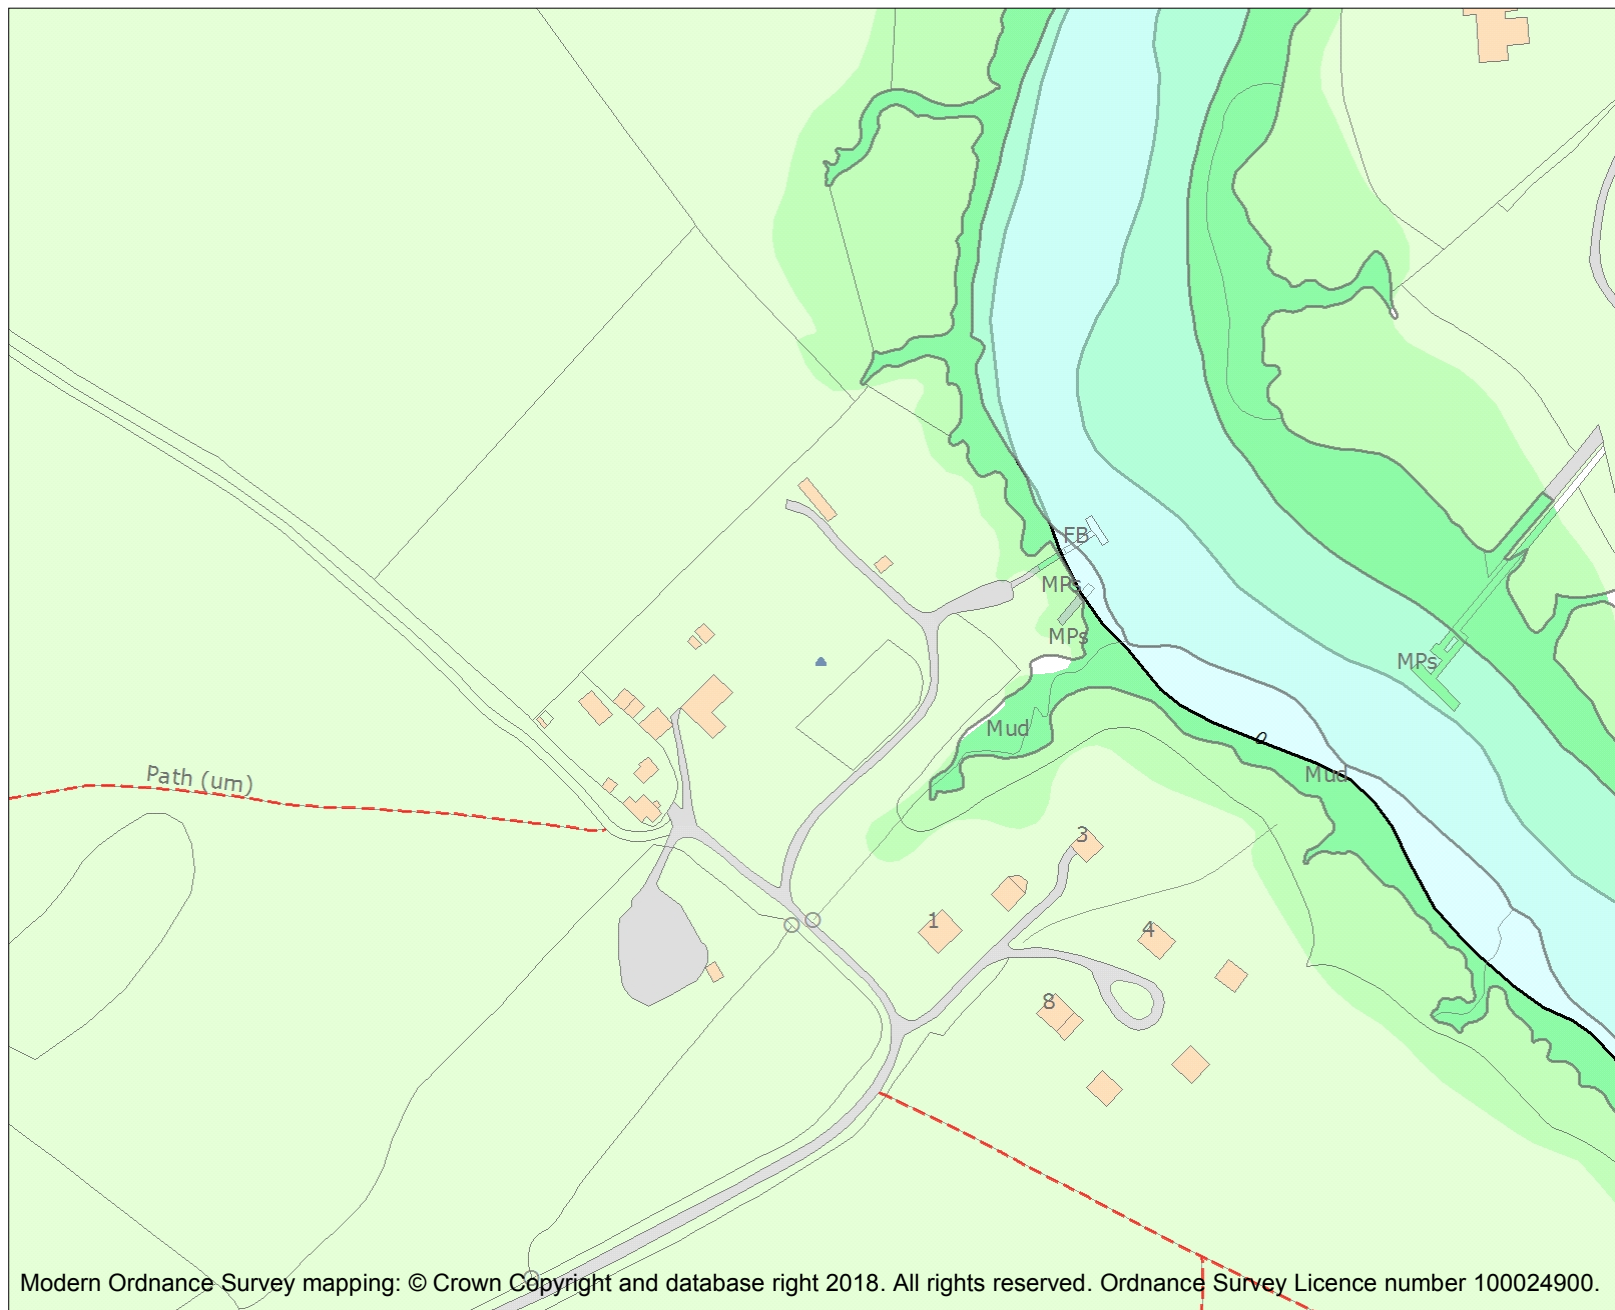 FB
MPs
MPs
MPs
Mud
Mud
Path (um)
3
1
4
8
Modern Ordnance Survey mapping: © Crown Copyright and database right 2018. All rights reserved. Ordnance Survey Licence number 100024900.